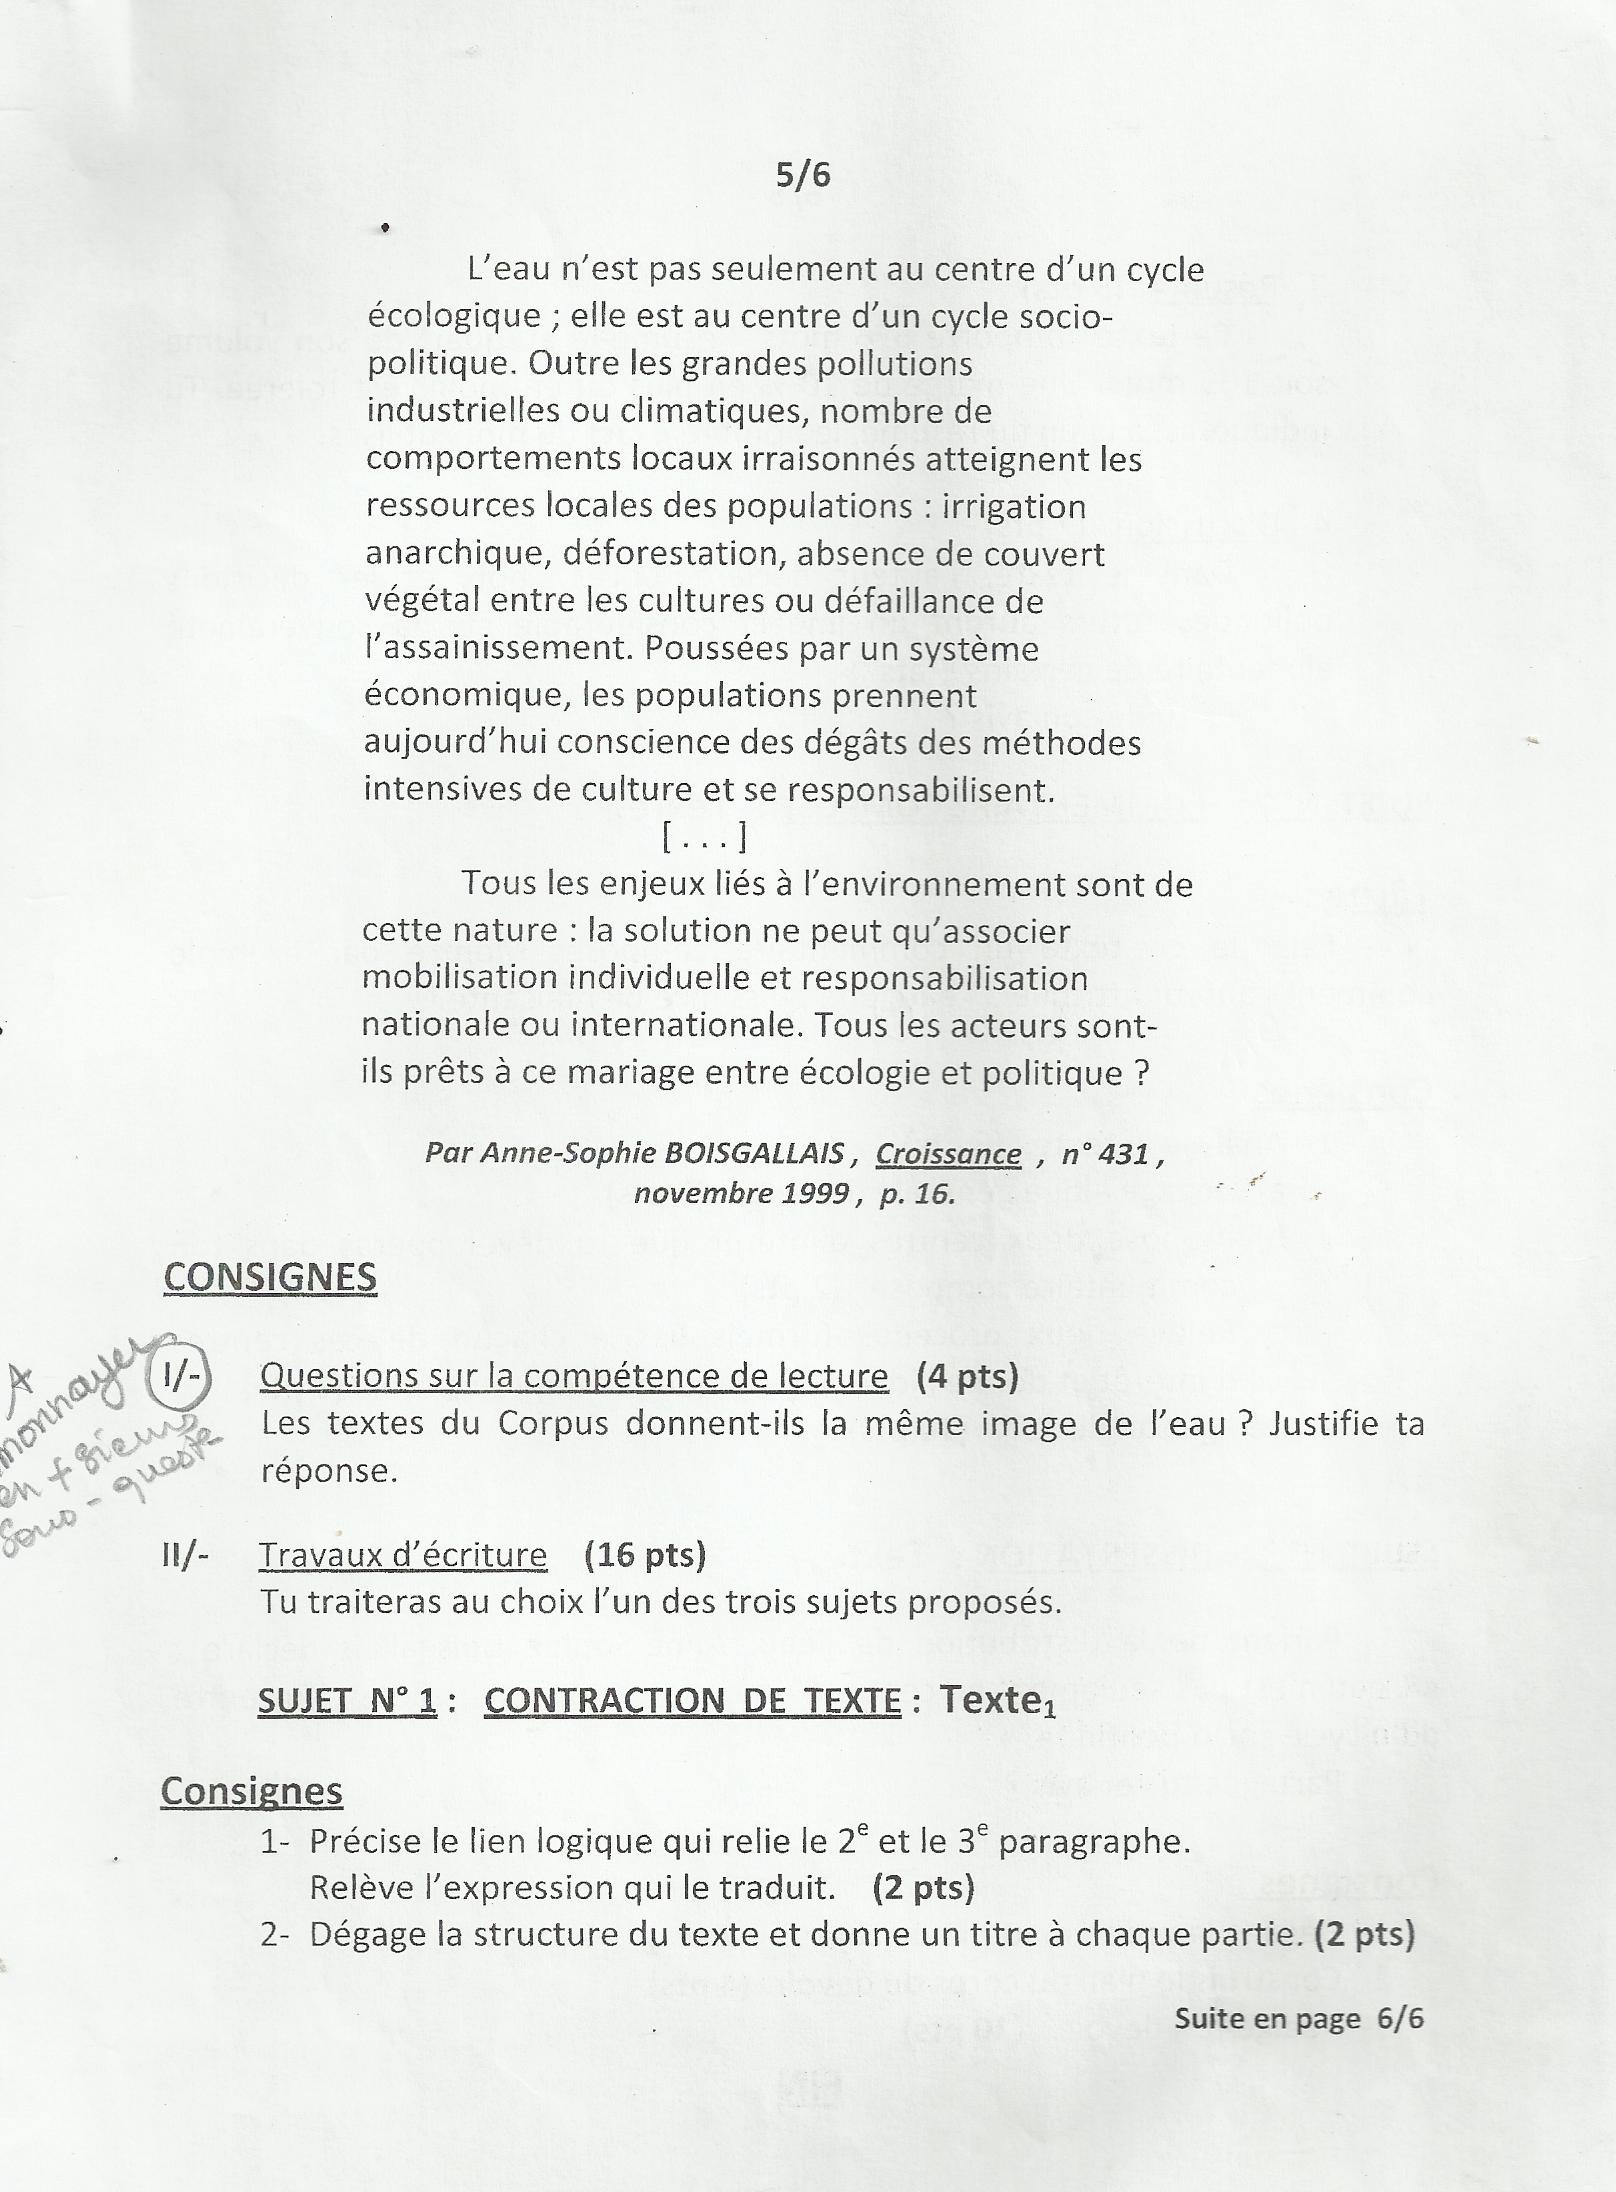 5/6
L'eau n'est pas seulement au centre d'un cycle
écologique ; elle est au centre d'un cycle socio-
politique. Outre les grandes pollutions
industrielles ou climatiques, nombre de
comportements locaux irraisonnés atteignent les
ressources locales des populations : irrigation
anarchique, déforestation, absence de couvert
végétal entre les cultures ou défaillance de
l'assainissement. Poussées par un système
économique, les populations prennent
aujourd'hui conscience des dégâts des méthodes
intensives de culture et se responsabilisent.
[...]
Tous les enjeux liés à l'environnement sont de
cette nature : la solution ne peut qu'associer
mobilisation individuelle et responsabilisation
nationale ou internationale. Tous les acteurs sont-
ils prêts à ce mariage entre écologie et politique ?
Par Anne-Sophie BOISGALLAIS, Croissance , n° 431,
novembre 1999, p. 16.
CONSIGNES
A
monnayer
en + sieurs
sous - quest°
I/- Questions sur la compétence de lecture (4 pts)
Les textes du Corpus donnent-ils la même image de l'eau ? Justifie ta
réponse.
II/- Travaux d'écriture (16 pts)
Tu traiteras au choix l'un des trois sujets proposés.
SUJET N° 1 : CONTRACTION DE TEXTE : Texte₁
Consignes
1- Précise le lien logique qui relie le 2e et le 3e paragraphe.
Relève l'expression qui le traduit. (2 pts)
2- Dégage la structure du texte et donne un titre à chaque partie. (2 pts)
Suite en page 6/6